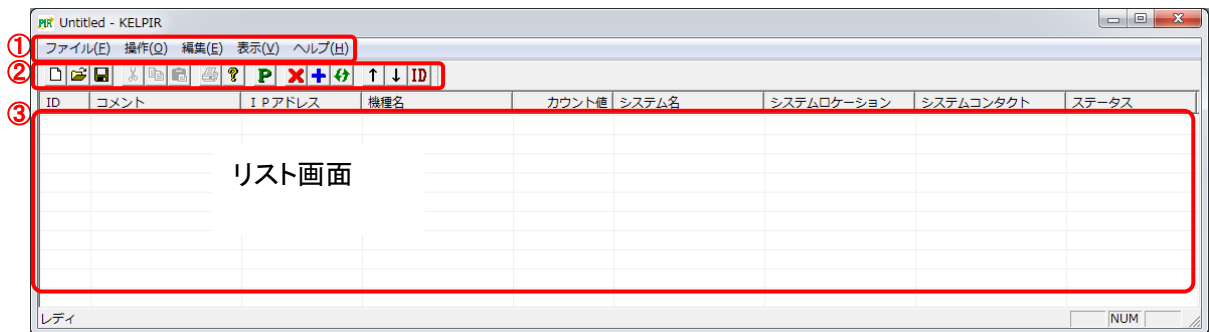 PIR Untitled - KELPIR
① ファイル(F) 操作(O) 編集(E) 表示(V) ヘルプ(H)
② P ID
ID コメント ＩＰアドレス 機種名 カウント値 システム名 システムロケーション システムコンタクト ステータス
③
リスト画面
レディ NUM